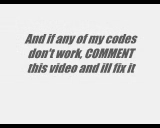 And if any of my codes
don't work, COMMENT
this video and ill fix it